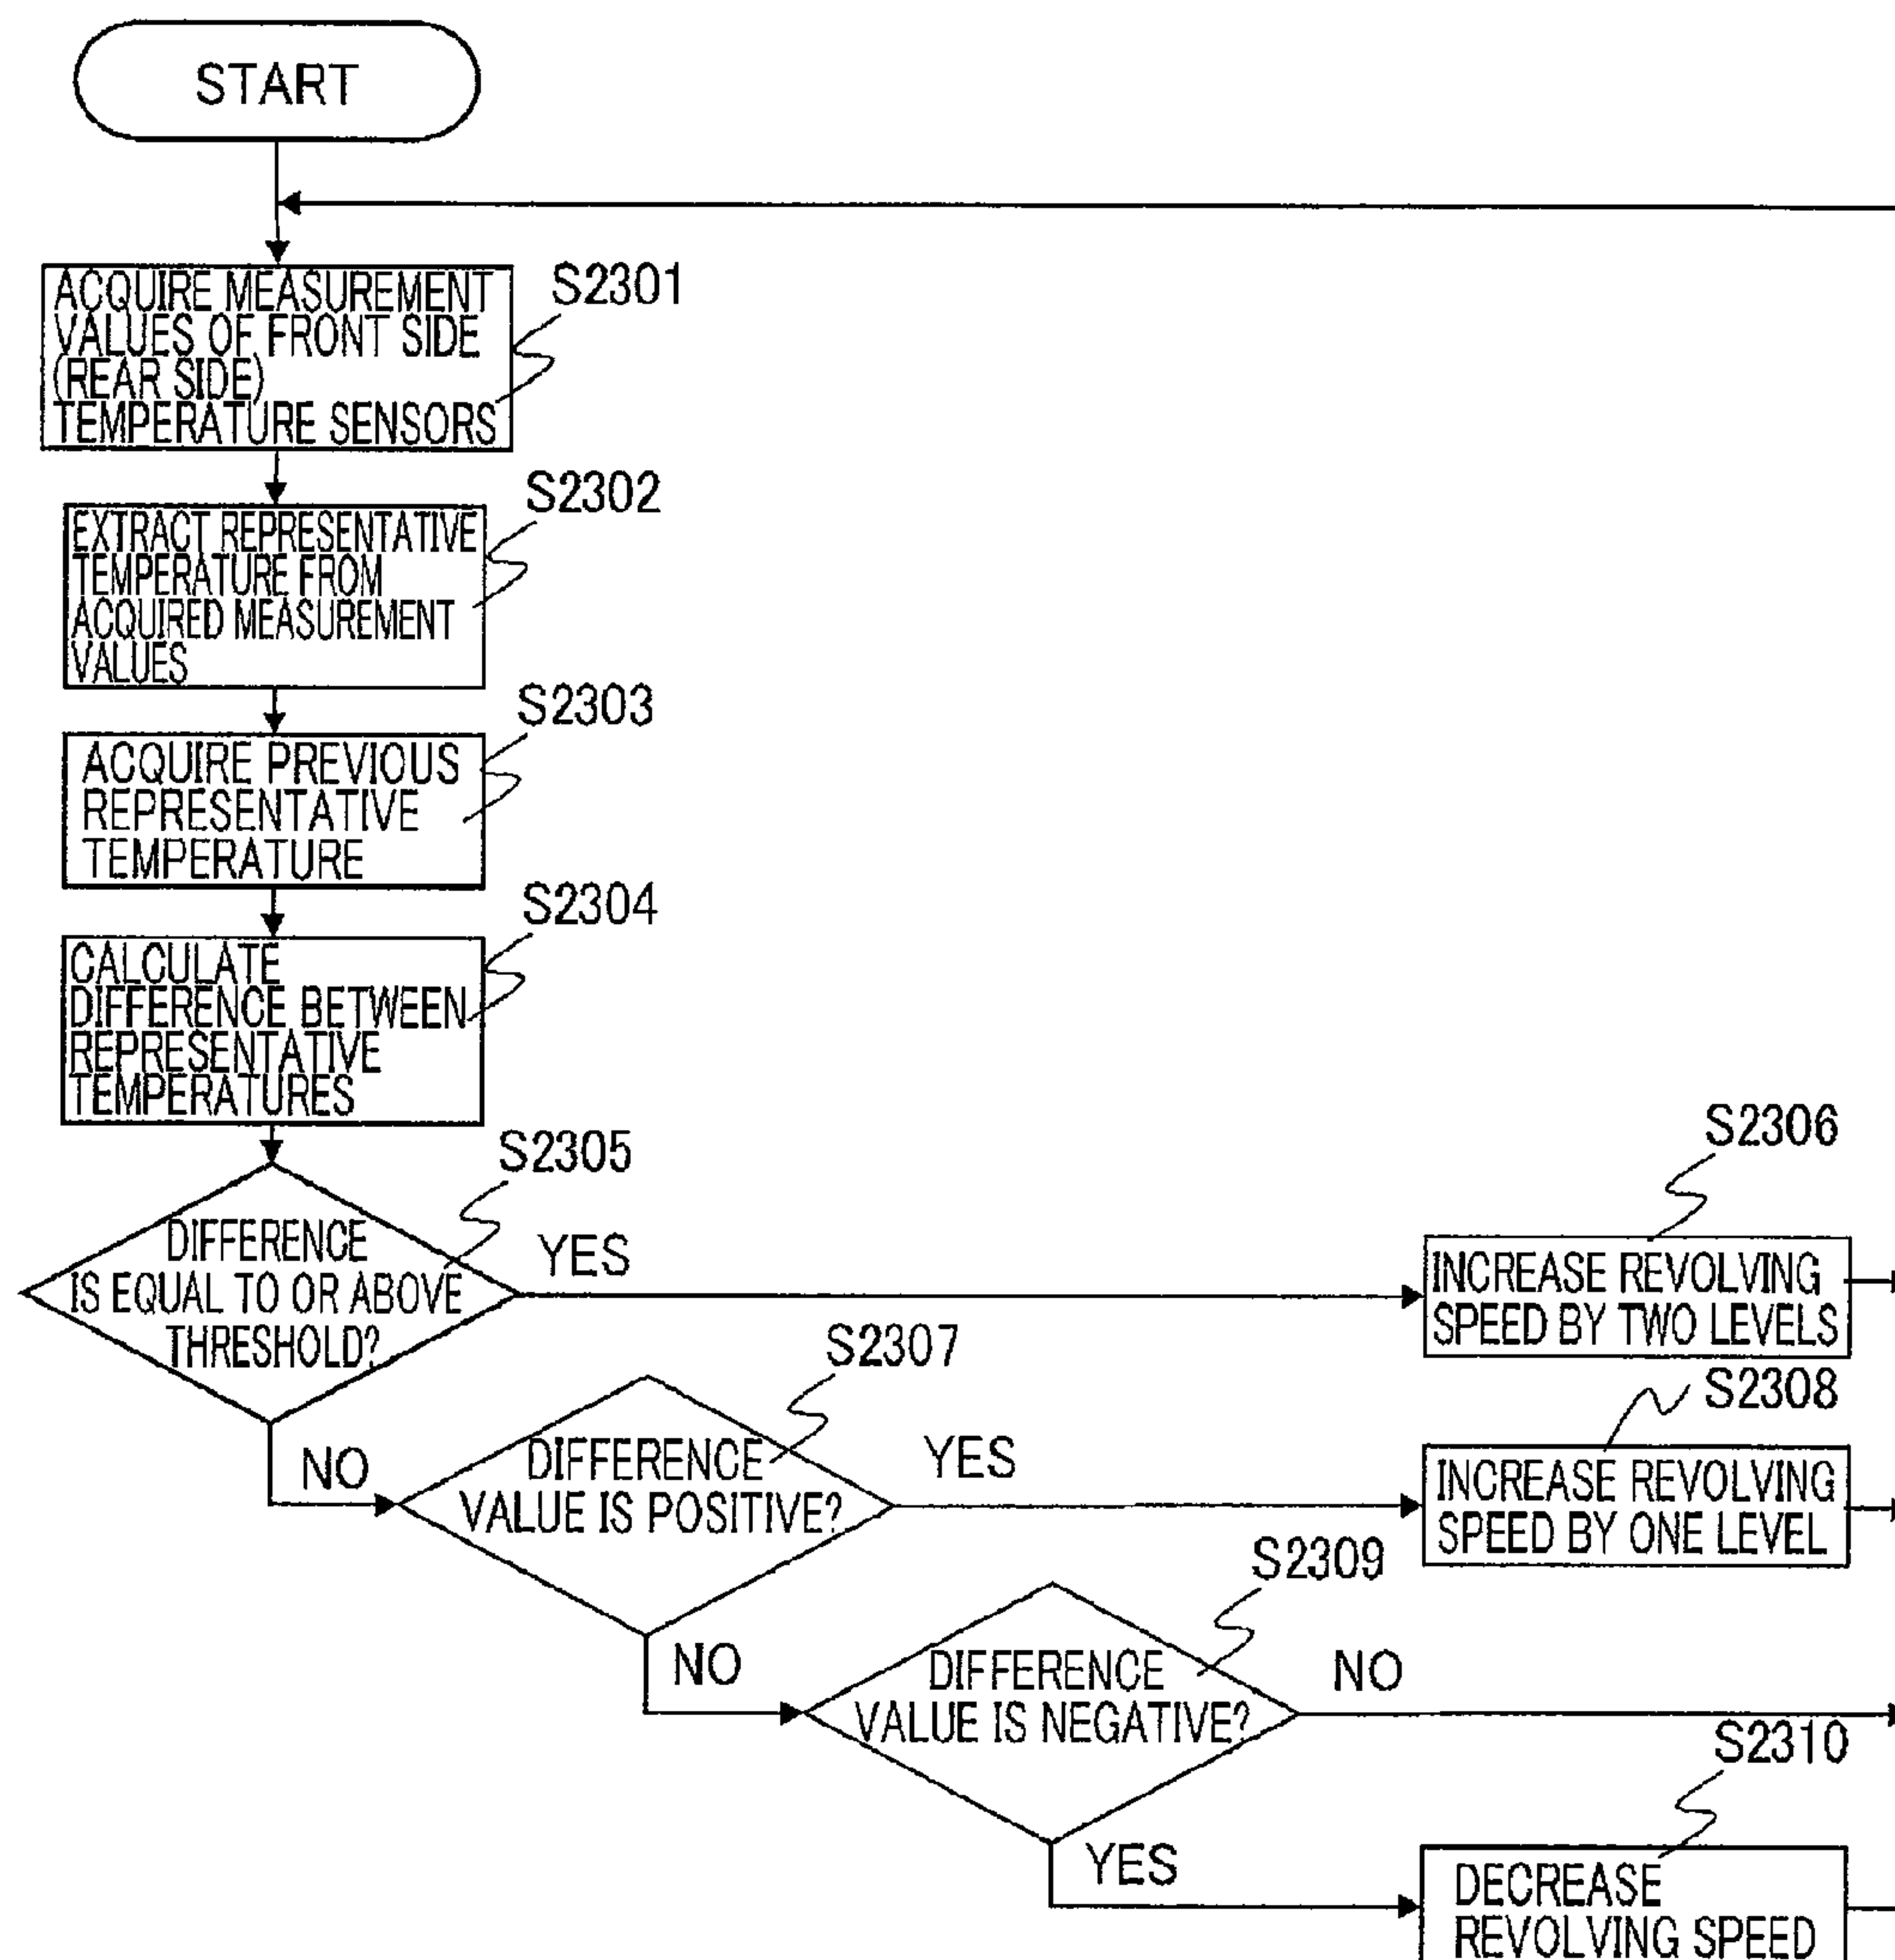 START
ACQUIRE MEASUREMENT
VALUES OF FRONT SIDE
(REAR SIDE)
TEMPERATURE SENSORS
S2301
EXTRACT REPRESENTATIVE
TEMPERATURE FROM
ACQUIRED MEASUREMENT
VALUES
S2302
ACQUIRE PREVIOUS
REPRESENTATIVE
TEMPERATURE
S2303
CALCULATE
DIFFERENCE BETWEEN
REPRESENTATIVE
TEMPERATURES
S2304
DIFFERENCE
IS EQUAL TO OR ABOVE
THRESHOLD?
S2305
YES
NO
INCREASE REVOLVING
SPEED BY TWO LEVELS
S2306
DIFFERENCE
VALUE IS POSITIVE?
S2307
YES
NO
INCREASE REVOLVING
SPEED BY ONE LEVEL
S2308
DIFFERENCE
VALUE IS NEGATIVE?
S2309
NO
YES
DECREASE
REVOLVING SPEED
S2310